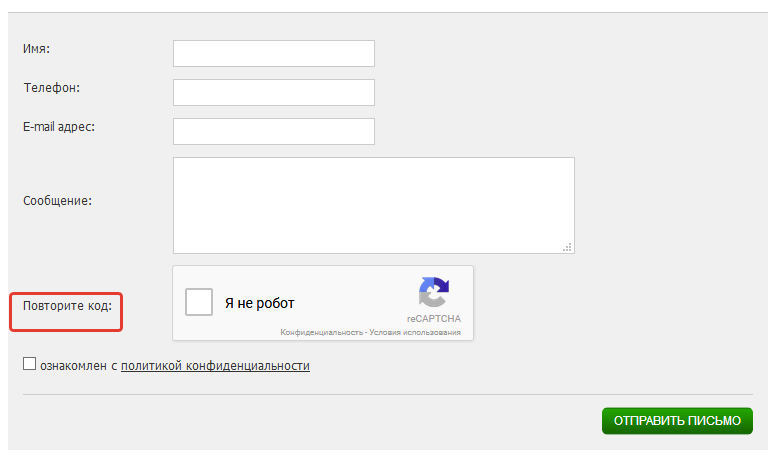 Имя:
Телефон:
E-mail адрес:
Сообщение:
Повторите код:
Я не робот
reCAPTCHA
Конфиденциальность - Условия использования
ознакомлен с политикой конфиденциальности
ОТПРАВИТЬ ПИСЬМО